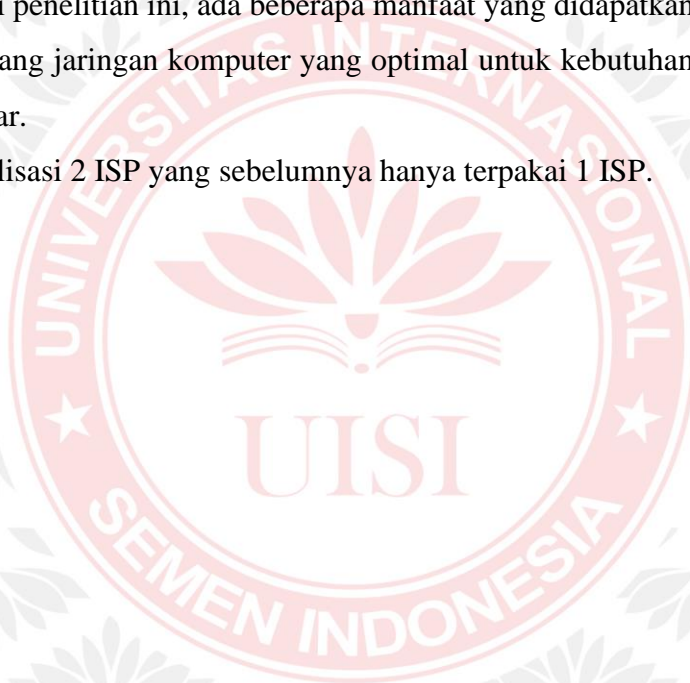 i penelitian ini, ada beberapa manfaat yang didapatkan
ang jaringan komputer yang optimal untuk kebutuhan
ar.
lisasi 2 ISP yang sebelumnya hanya terpakai 1 ISP.
UNIVERSITAS INTERNASIONAL
UISI
SEMEN INDONESIA